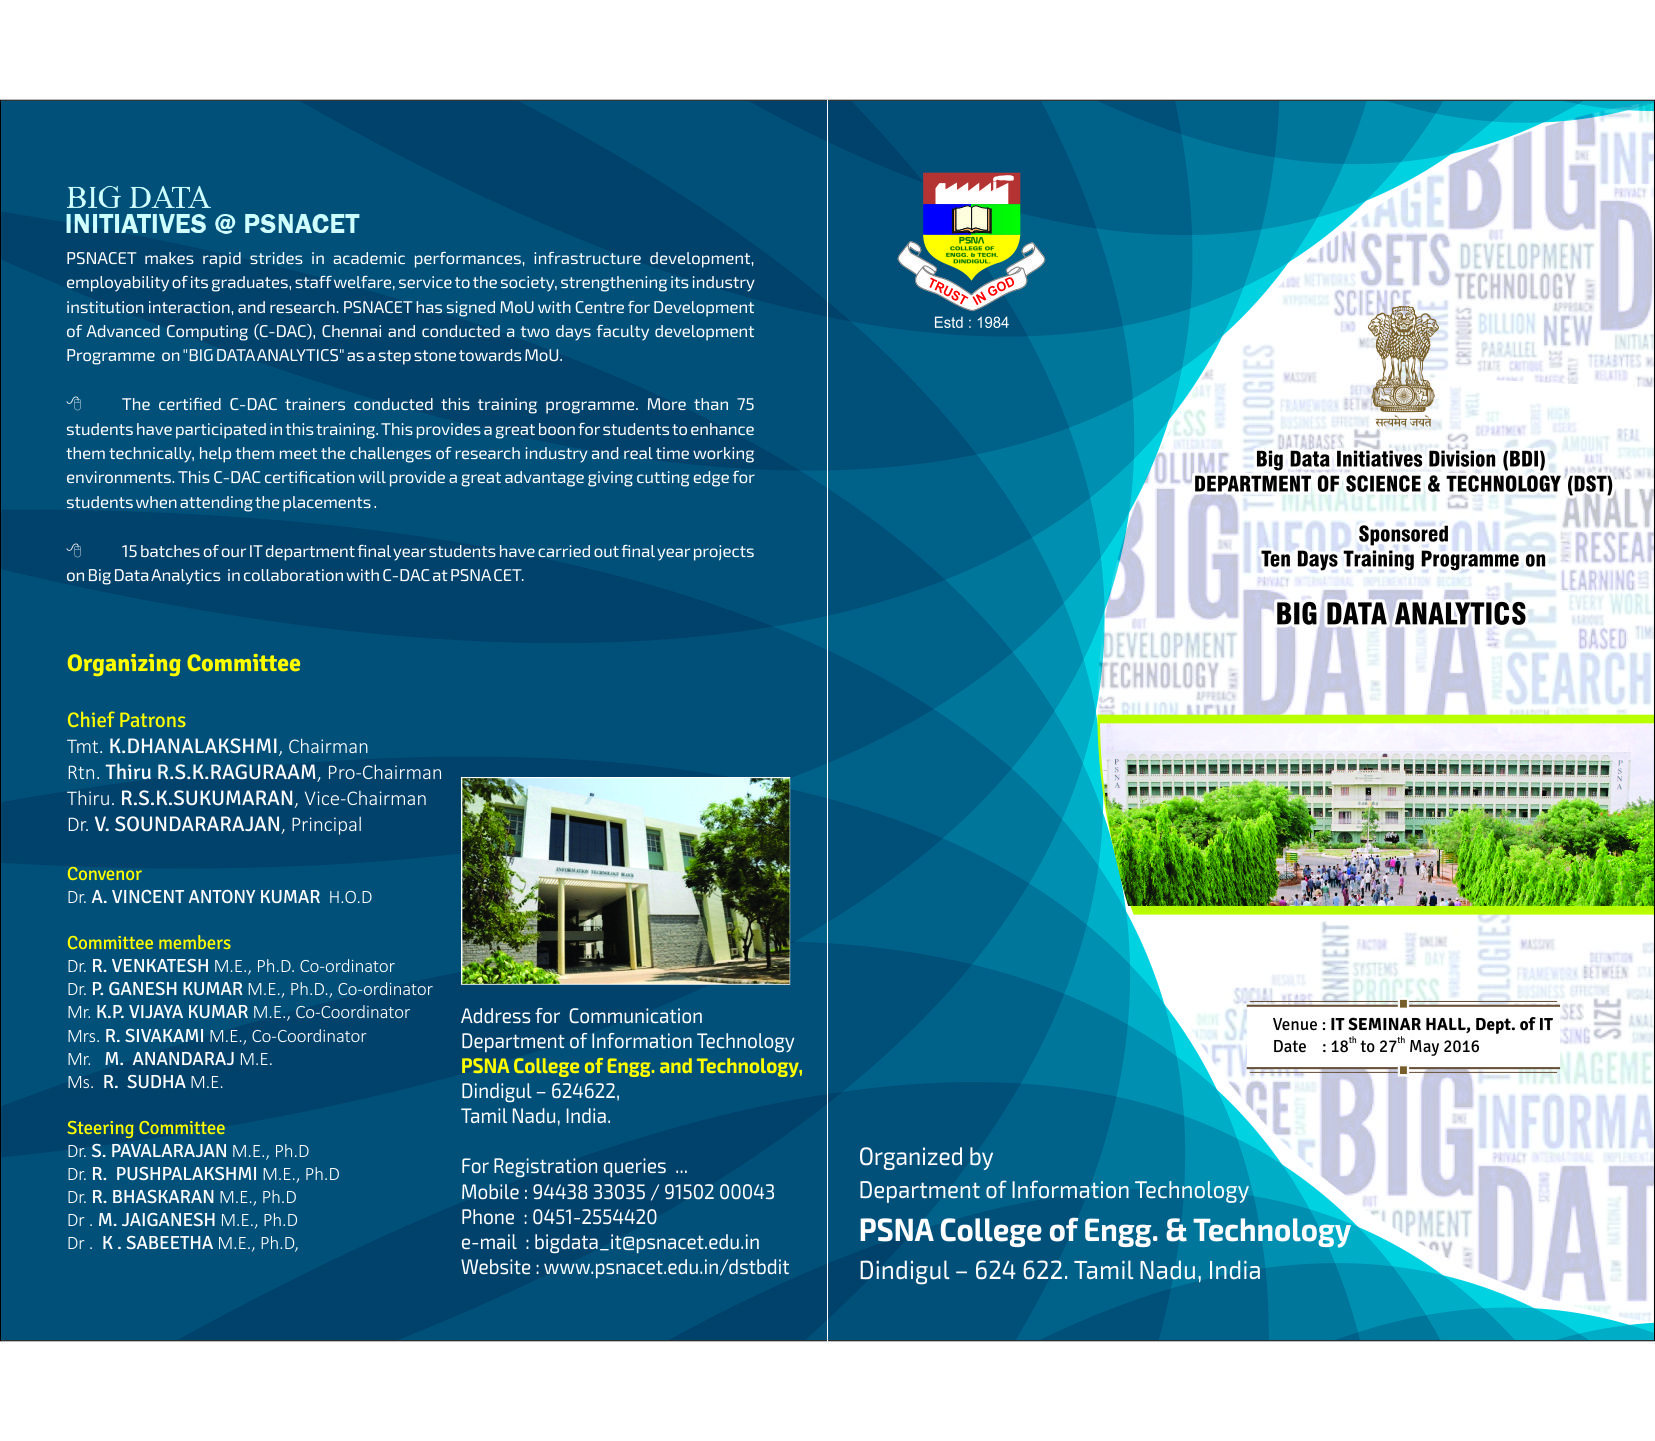 BIG DATA
INITIATIVES @ PSNACET
PSNACET makes rapid strides in academic performances, infrastructure development,
employability of its graduates, staff welfare, service to the society, strengthening its industry
institution interaction, and research. PSNACET has signed MoU with Centre for Development
of Advanced Computing (C-DAC), Chennai and conducted a two days faculty development
Programme on "BIG DATA ANALYTICS" as a step stone towards MoU.
The certified C-DAC trainers conducted this training programme. More than 75
students have participated in this training. This provides a great boon for students to enhance
them technically, help them meet the challenges of research industry and real time working
environments. This C-DAC certification will provide a great advantage giving cutting edge for
students when attending the placements .
15 batches of our IT department final year students have carried out final year projects
on Big Data Analytics in collaboration with C-DAC at PSNA CET.
Organizing Committee
Chief Patrons
Tmt. K.DHANALAKSHMI, Chairman
Rtn. Thiru R.S.K.RAGURAAM, Pro-Chairman
Thiru. R.S.K.SUKUMARAN, Vice-Chairman
Dr. V. SOUNDARARAJAN, Principal
Convenor
Dr. A. VINCENT ANTONY KUMAR H.O.D
Committee members
Dr. R. VENKATESH M.E., Ph.D. Co-ordinator
Dr. P. GANESH KUMAR M.E., Ph.D., Co-ordinator
Mr. K.P. VIJAYA KUMAR M.E., Co-Coordinator
Mrs. R. SIVAKAMI M.E., Co-Coordinator
Mr. M. ANANDARAJ M.E.
Ms. R. SUDHA M.E.
Steering Committee
Dr. S. PAVALARAJAN M.E., Ph.D
Dr. R. PUSHPALAKSHMI M.E., Ph.D
Dr. R. BHASKARAN M.E., Ph.D
Dr . M. JAIGANESH M.E., Ph.D
Dr . K . SABEETHA M.E., Ph.D,
INFORMATION TECHNOLOGY BLOCK
Address for Communication
Department of Information Technology
PSNA College of Engg. and Technology,
Dindigul – 624622,
Tamil Nadu, India.
For Registration queries ...
Mobile : 94438 33035 / 91502 00043
Phone : 0451-2554420
e-mail : bigdata_it@psnacet.edu.in
Website : www.psnacet.edu.in/dstbdit
PSNA
COLLEGE OF
ENGG. & TECH.
DINDIGUL.
TRUST IN GOD
Estd : 1984
सत्यमेव जयते
Big Data Initiatives Division (BDI)
DEPARTMENT OF SCIENCE & TECHNOLOGY (DST)
Sponsored
Ten Days Training Programme on
BIG DATA ANALYTICS
PSNA
PSNA
Venue : IT SEMINAR HALL, Dept. of IT
Date : 18th to 27th May 2016
Organized by
Department of Information Technology
PSNA College of Engg. & Technology
Dindigul – 624 622. Tamil Nadu, India